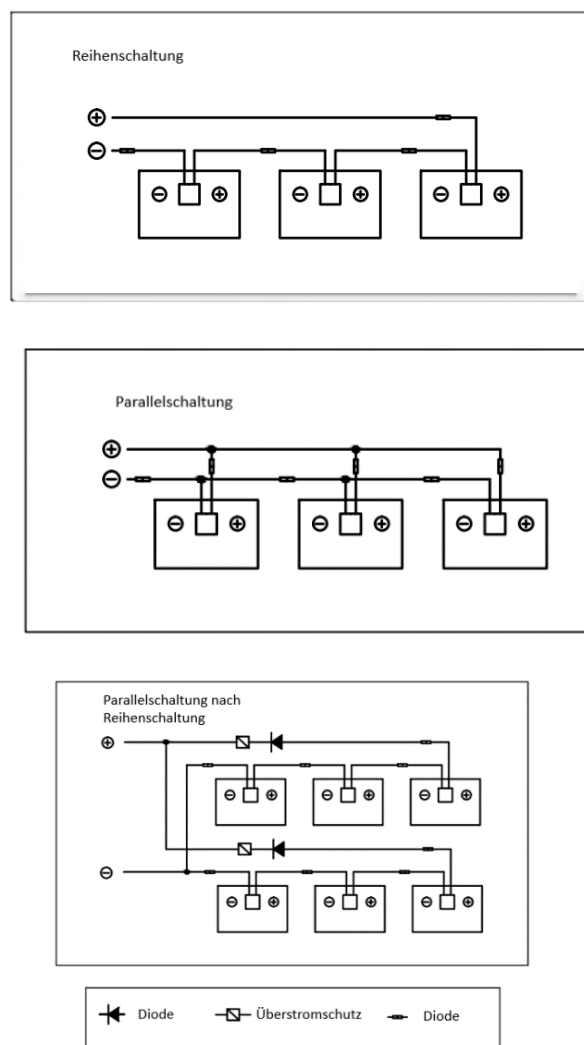 Reihenschaltung
Parallelschaltung
Parallelschaltung nach
Reihenschaltung
Diode
Überstromschutz
Diode